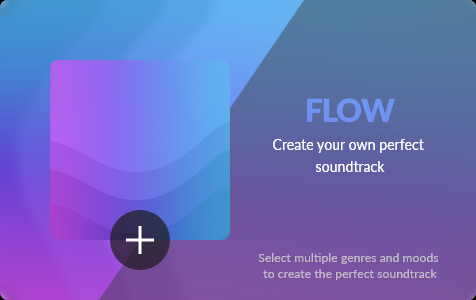 FLOW
Create your own perfect
soundtrack
Select multiple genres and moods
to create the perfect soundtrack